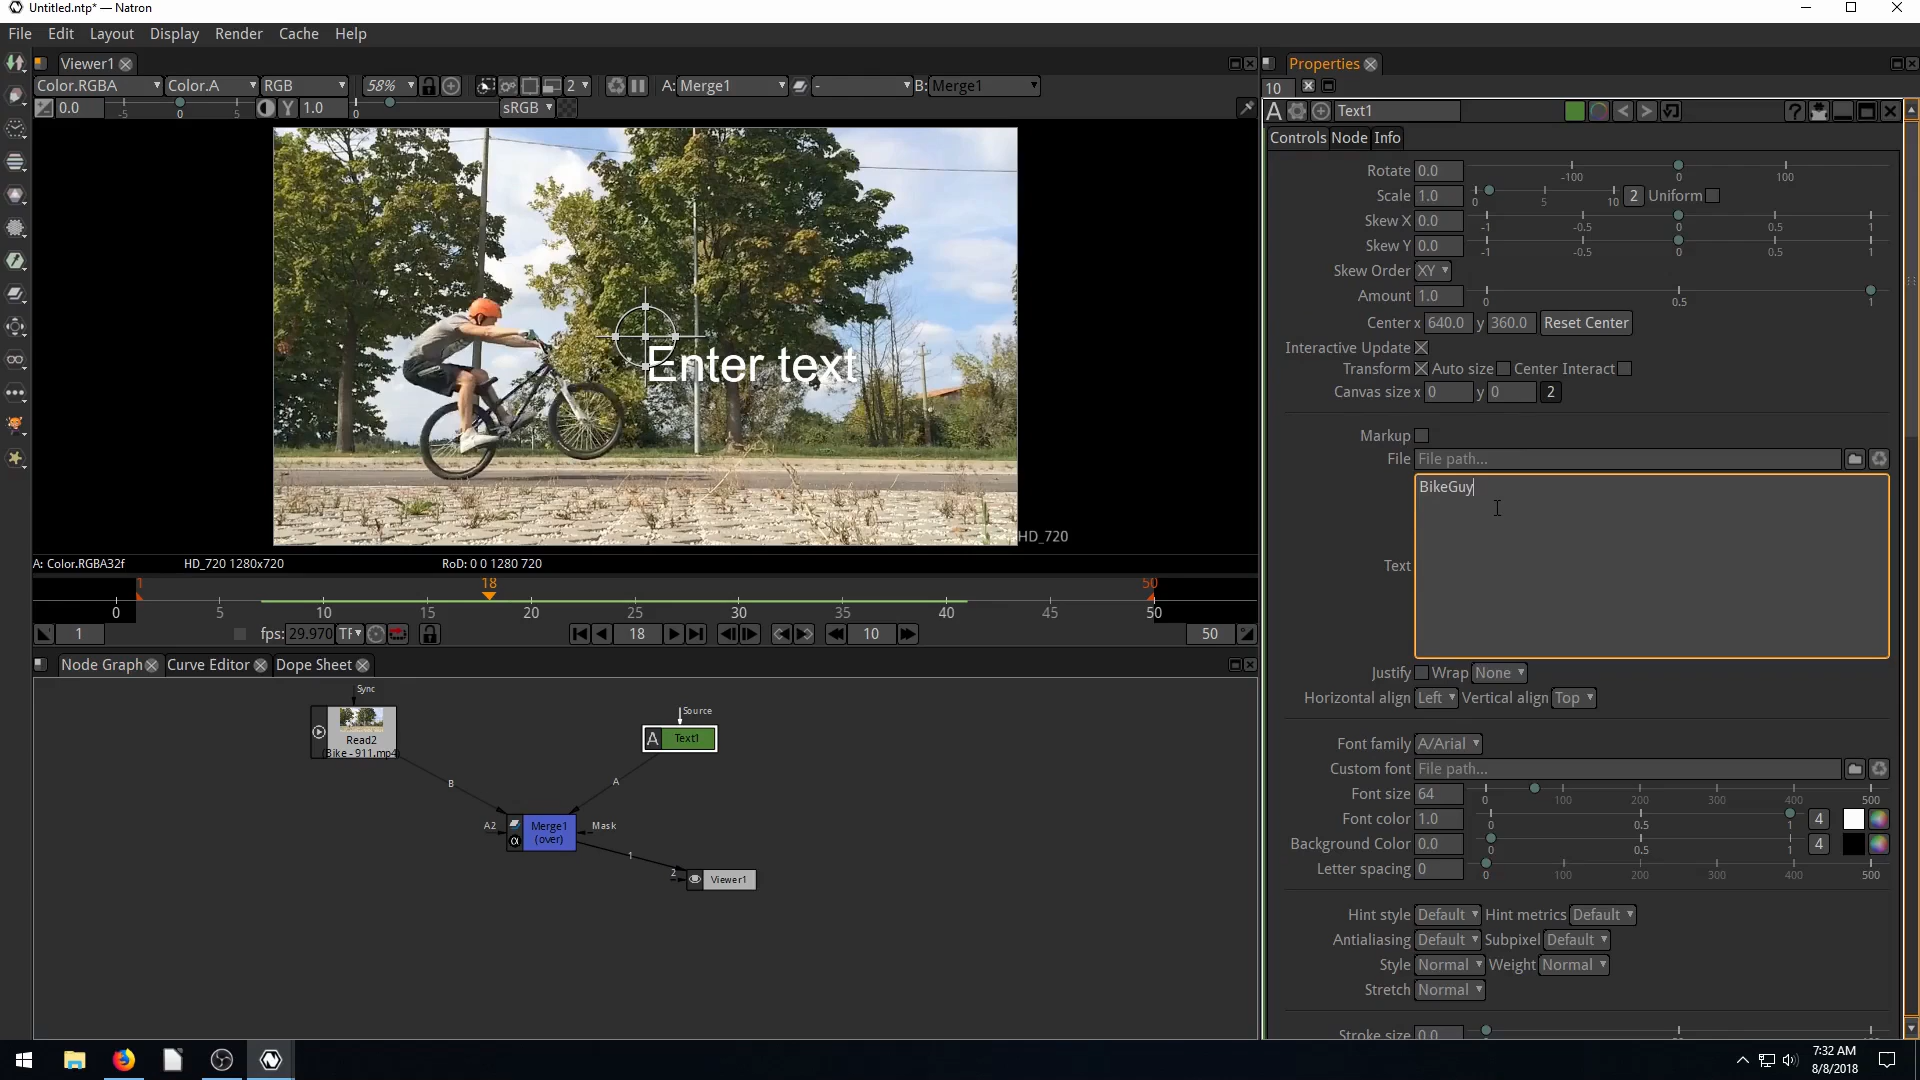 Untitled.ntp* — Natron
File Edit Layout Display Render Cache Help
Viewer1
Color.RGBA Color.A RGB 58% 2 A: Merge1 - B: Merge1
0.0 -5 0 5 Y 1.0 0 sRGB
Enter text
HD_720
A: Color.RGBA32f HD_720 1280x720 RoD: 0 0 1280 720
1 18 50
0 5 10 15 20 25 30 35 40 45 50
1 fps: 29.970 TF 18 10 50
Node Graph Curve Editor Dope Sheet
Sync
Read2
(Bike - 911.mp4)
Source
A Text1
B
A
A2
Merge1
(over)
Mask
1
2
Viewer1
Properties
10
A Text1 ?
Controls Node Info
Rotate 0.0 -100 0 100
Scale 1.0 0 5 10 2 Uniform
Skew X 0.0 -1 -0.5 0 0.5 1
Skew Y 0.0 -1 -0.5 0 0.5 1
Skew Order XY
Amount 1.0 0 0.5 1
Center x 640.0 y 360.0 Reset Center
Interactive Update
Transform Auto size Center Interact
Canvas size x 0 y 0 2
Markup
File File path...
BikeGuy
Text
Justify Wrap None
Horizontal align Left Vertical align Top
Font family A/Arial
Custom font File path...
Font size 64 0 100 200 300 400 500
Font color 1.0 0 0.5 1 4
Background Color 0.0 0 0.5 1 4
Letter spacing 0 0 100 200 300 400 500
Hint style Default Hint metrics Default
Antialiasing Default Subpixel Default
Style Normal Weight Normal
Stretch Normal
Stroke size 0.0
7:32 AM
8/8/2018